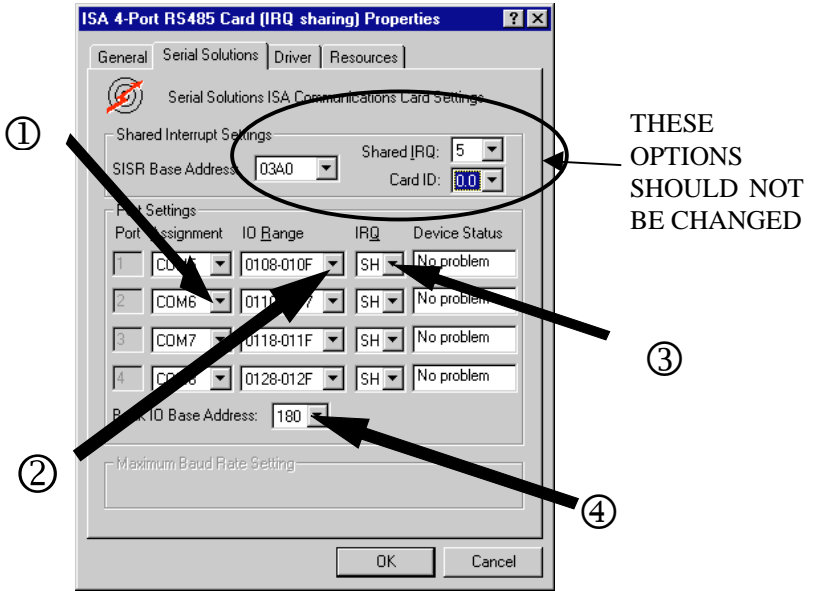 ISA 4-Port RS485 Card (IRQ sharing) Properties
General Serial Solutions Driver Resources
Serial Solutions ISA Communications Card Settings
Shared Interrupt Settings
SISR Base Address: 03A0
Shared IRQ: 5
Card ID: 0.0
THESE
OPTIONS
SHOULD NOT
BE CHANGED
①
Port Settings
Port Assignment IO Range IRQ Device Status
1 0108-010F SH No problem
2 COM6 SH No problem
3 COM7 0118-011F SH No problem
4 0128-012F SH No problem
③
IO Base Address: 180
②
Maximum Baud Rate Setting
④
OK Cancel